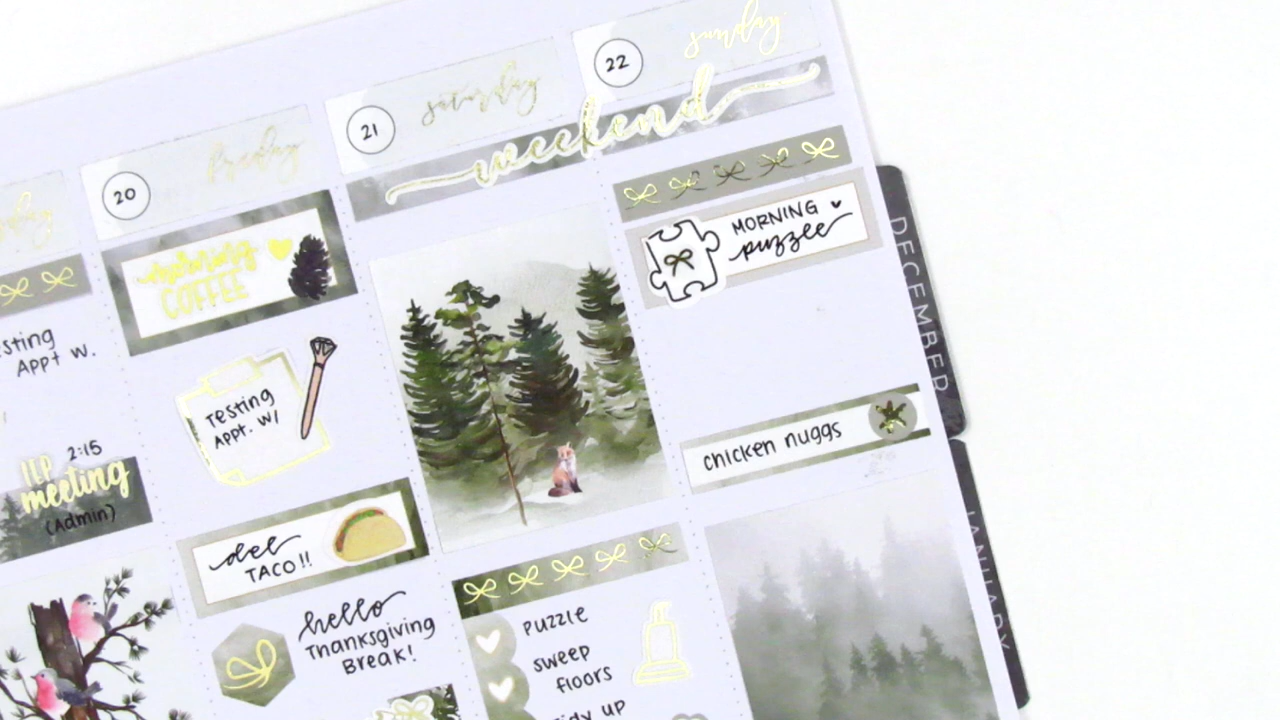 20
friday
21
saturday
22
sunday
weekend
morning
COFFEE
Testing
Appt. w/
del
TACO!!
hello
Thanksgiving
Break!
MORNING
puzzle
chicken nuggs
puzzle
sweep
floors
Appt w.
2:15
IEP
meeting
(Admin)
DECEMBER
JANUARY